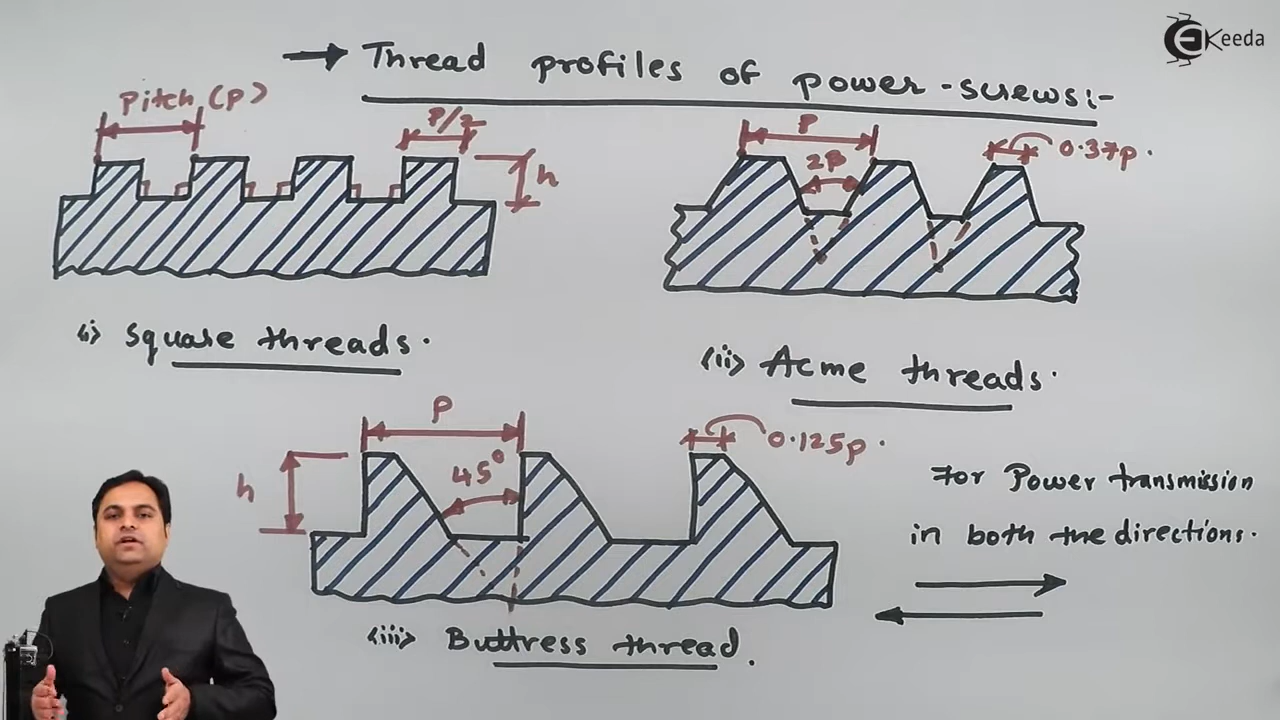 EKeeda
→ Thread profiles of power-screws:-
Pitch (p)
P/2
h
P
2β
0.37p.
(i) Square threads.
(ii) Acme threads.
P
h
45°
0.125p.
For Power transmission
in both the directions.
(iii) Buttress thread.